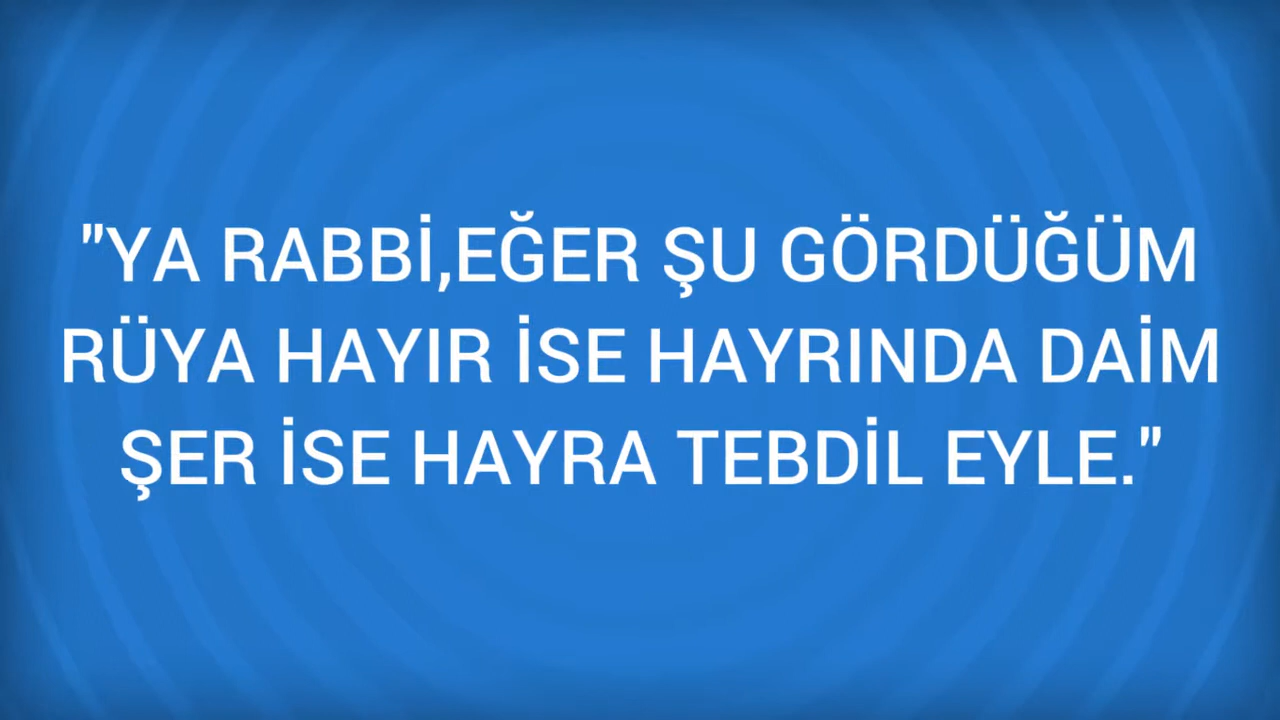 "YA RABBİ,EĞER ŞU GÖRDÜĞÜM
RÜYA HAYIR İSE HAYRINDA DAİM
ŞER İSE HAYRA TEBDİL EYLE."